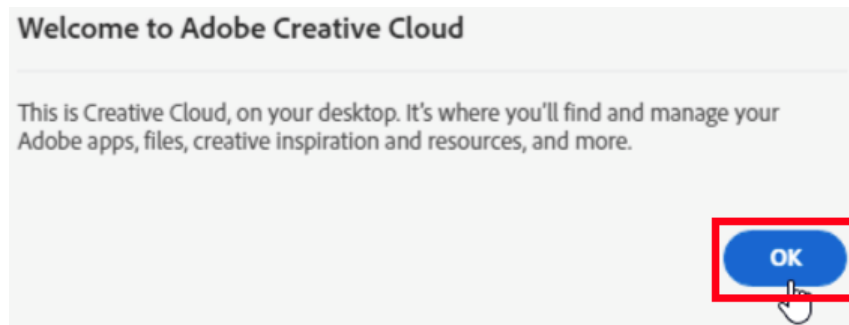 Welcome to Adobe Creative Cloud
This is Creative Cloud, on your desktop. It's where you'll find and manage your
Adobe apps, files, creative inspiration and resources, and more.
OK